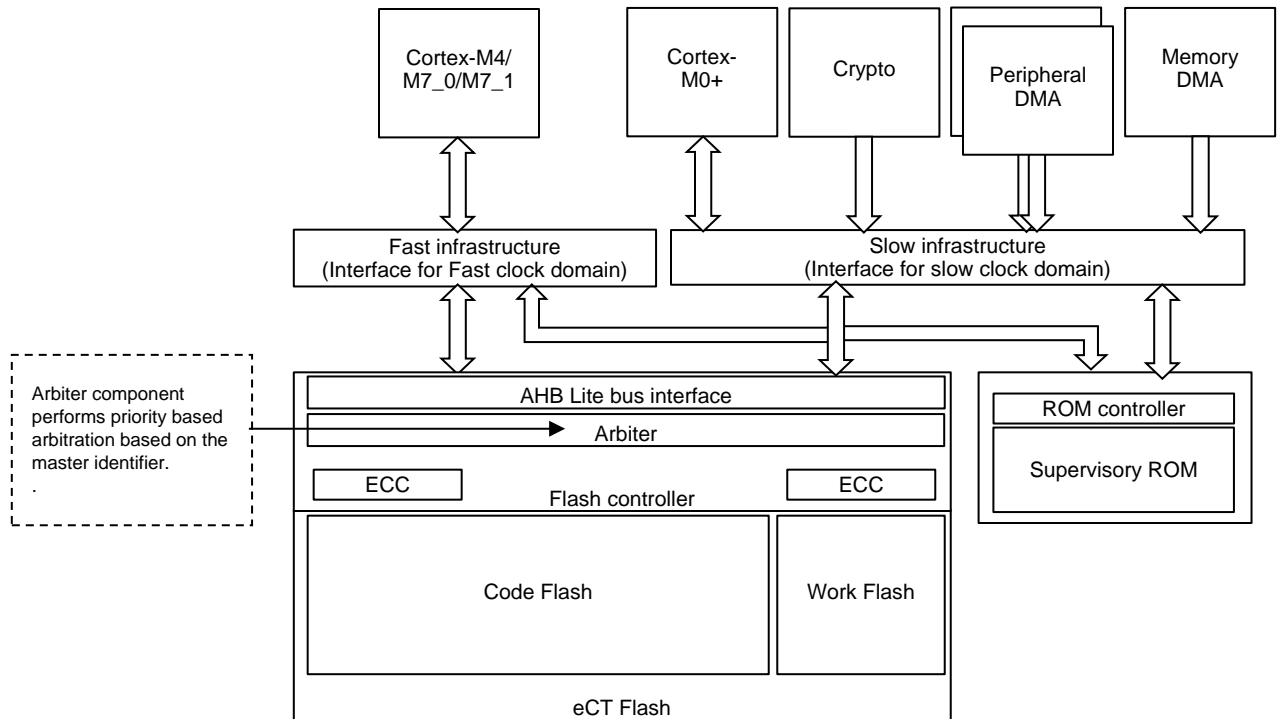 Cortex-M4/
M7_0/M7_1
Cortex-
M0+
Crypto
Peripheral
DMA
Memory
DMA
Fast infrastructure
(Interface for Fast clock domain)
Slow infrastructure
(Interface for slow clock domain)
Arbiter component
performs priority based
arbitration based on the
master identifier.
.
AHB Lite bus interface
Arbiter
ECC
ECC
Flash controller
Code Flash
Work Flash
eCT Flash
ROM controller
Supervisory ROM